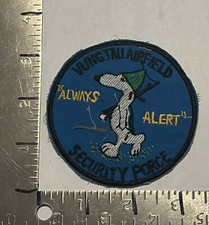 VUNG TAU AIRFIELD
"ALWAYS
ALERT"
SECURITY FORCE